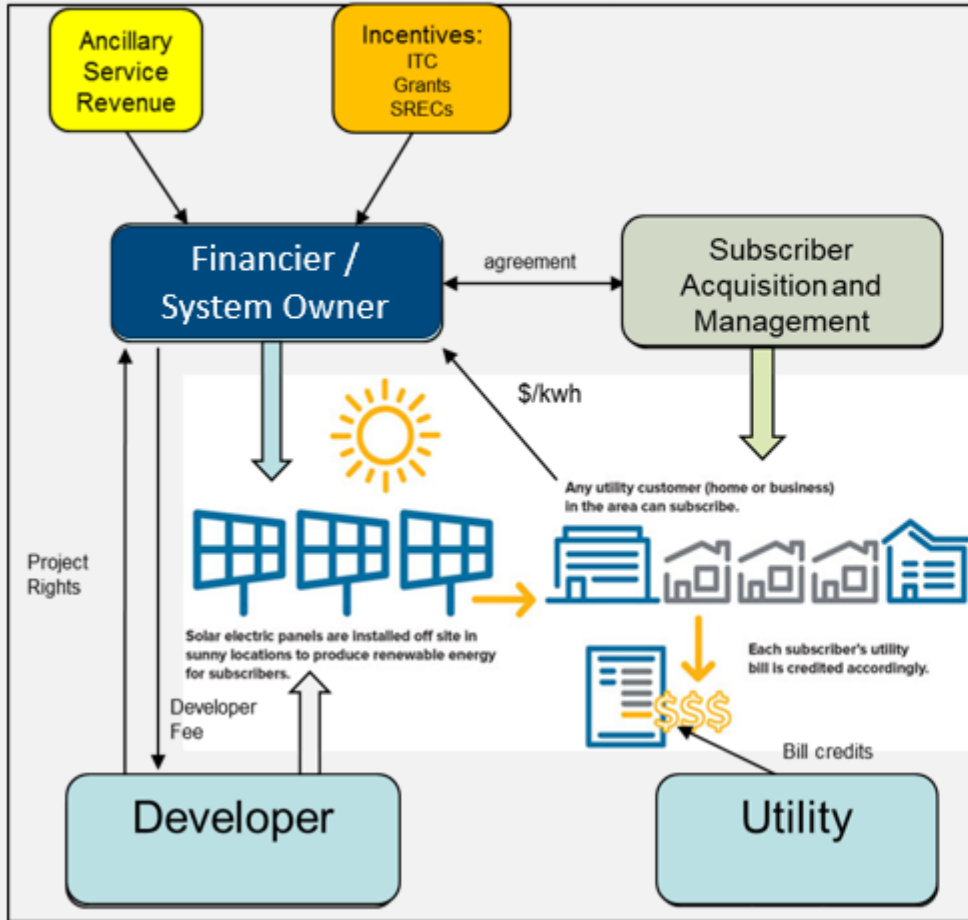 Ancillary
Service
Revenue
Incentives:
ITC
Grants
SRECs
Financier /
System Owner
agreement
Subscriber
Acquisition and
Management
$/kwh
Any utility customer (home or business)
in the area can subscribe.
Project
Rights
Solar electric panels are installed off site in
sunny locations to produce renewable energy
for subscribers.
Each subscriber's utility
bill is credited accordingly.
Developer
Fee
$$$
Bill credits
Developer
Utility